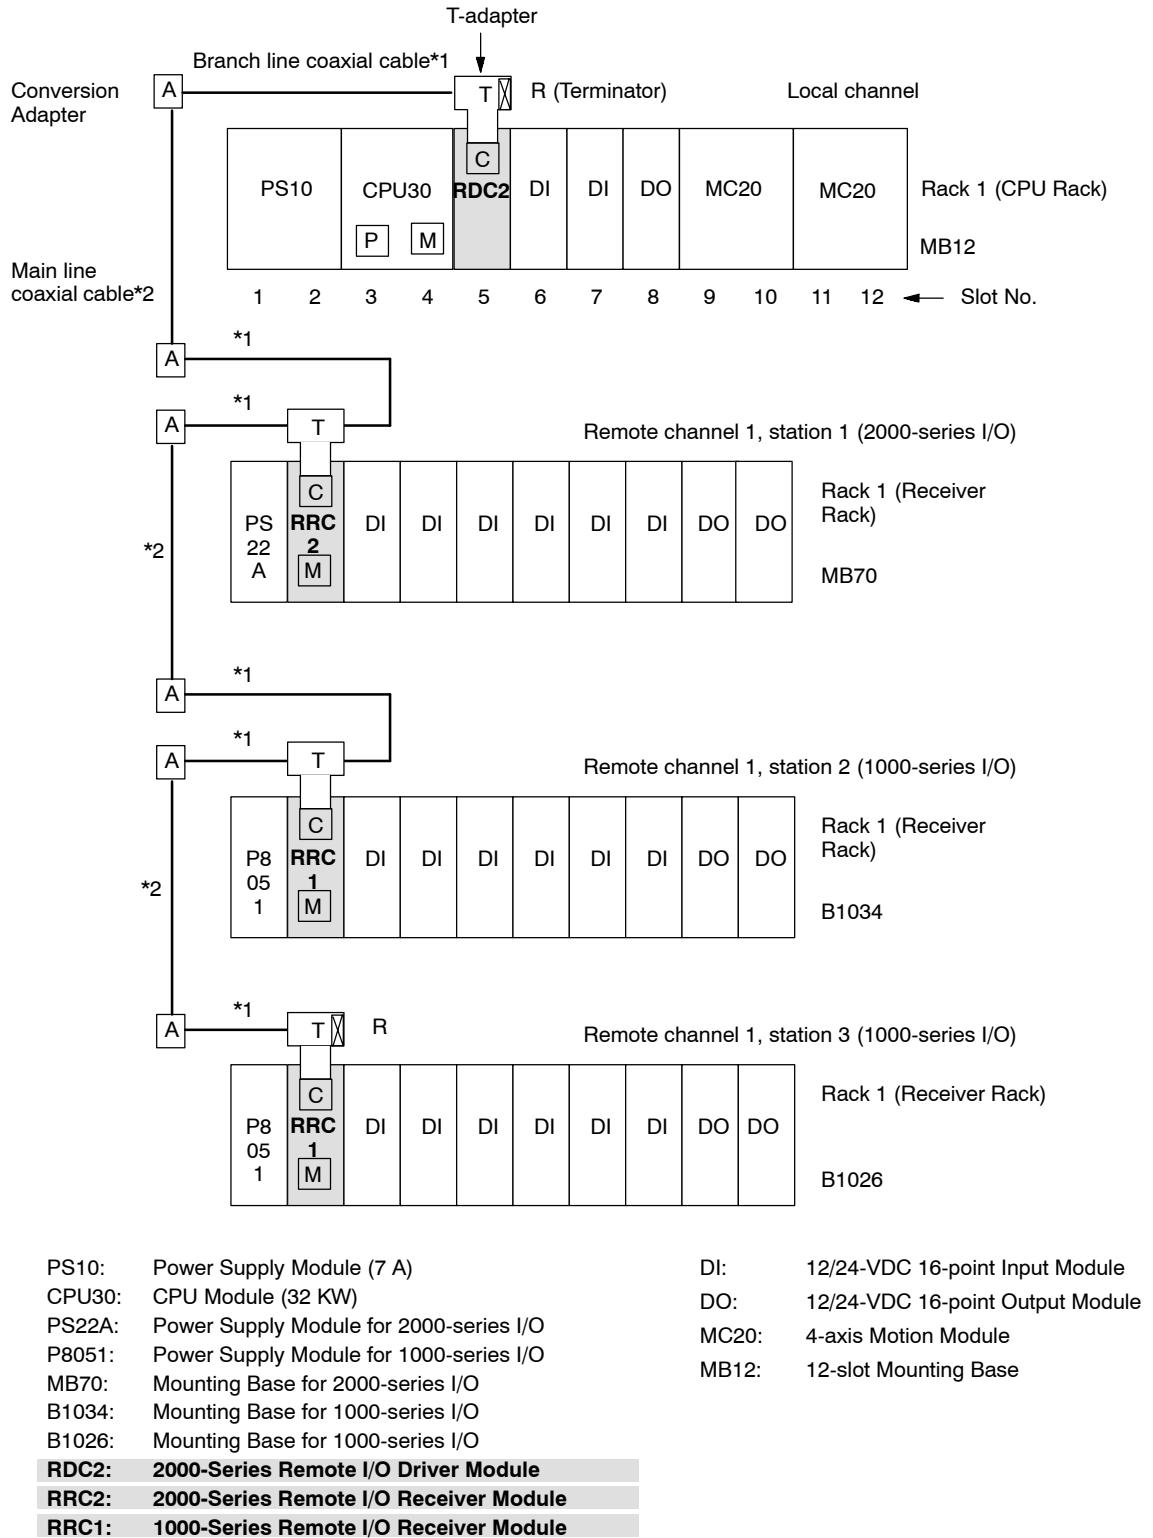 T-adapter
Branch line coaxial cable*1
Conversion
Adapter
A
T
R (Terminator)
Local channel
C
PS10
CPU30
RDC2
DI
DI
DO
MC20
MC20
Rack 1 (CPU Rack)
P
M
MB12
Main line
coaxial cable*2
1 2 3 4 5 6 7 8 9 10 11 12
Slot No.
*1
A
*1
A
T
Remote channel 1, station 1 (2000-series I/O)
C
Rack 1 (Receiver
Rack)
PS
22
A
RRC
2
M
DI DI DI DI DI DI DO DO
*2
MB70
*1
A
*1
A
T
Remote channel 1, station 2 (1000-series I/O)
C
Rack 1 (Receiver
Rack)
P8
05
1
RRC
1
M
DI DI DI DI DI DI DO DO
*2
B1034
*1
A
T
R
Remote channel 1, station 3 (1000-series I/O)
C
Rack 1 (Receiver Rack)
P8
05
1
RRC
1
M
DI DI DI DI DI DI DO DO
B1026
PS10: Power Supply Module (7 A)
CPU30: CPU Module (32 KW)
PS22A: Power Supply Module for 2000-series I/O
P8051: Power Supply Module for 1000-series I/O
MB70: Mounting Base for 2000-series I/O
B1034: Mounting Base for 1000-series I/O
B1026: Mounting Base for 1000-series I/O
RDC2: 2000-Series Remote I/O Driver Module
RRC2: 2000-Series Remote I/O Receiver Module
RRC1: 1000-Series Remote I/O Receiver Module
DI: 12/24-VDC 16-point Input Module
DO: 12/24-VDC 16-point Output Module
MC20: 4-axis Motion Module
MB12: 12-slot Mounting Base